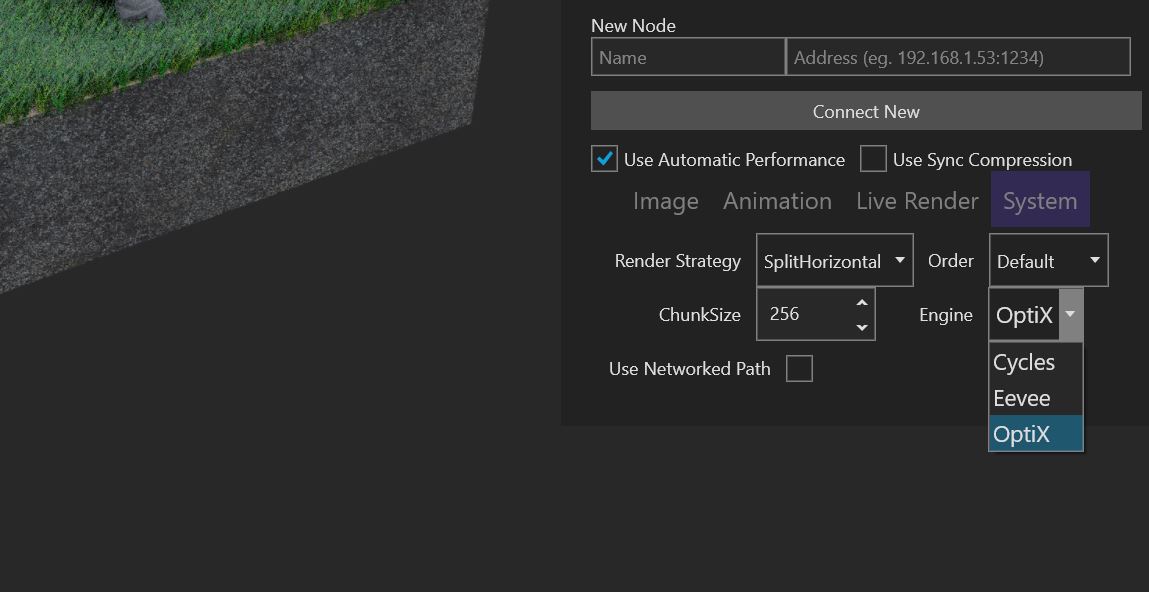 New Node
Name Address (eg. 192.168.1.53:1234)
Connect New
Use Automatic Performance Use Sync Compression
Image Animation Live Render System
Render Strategy SplitHorizontal Order Default
ChunkSize 256 Engine OptiX
Cycles
Use Networked Path
Eevee
OptiX